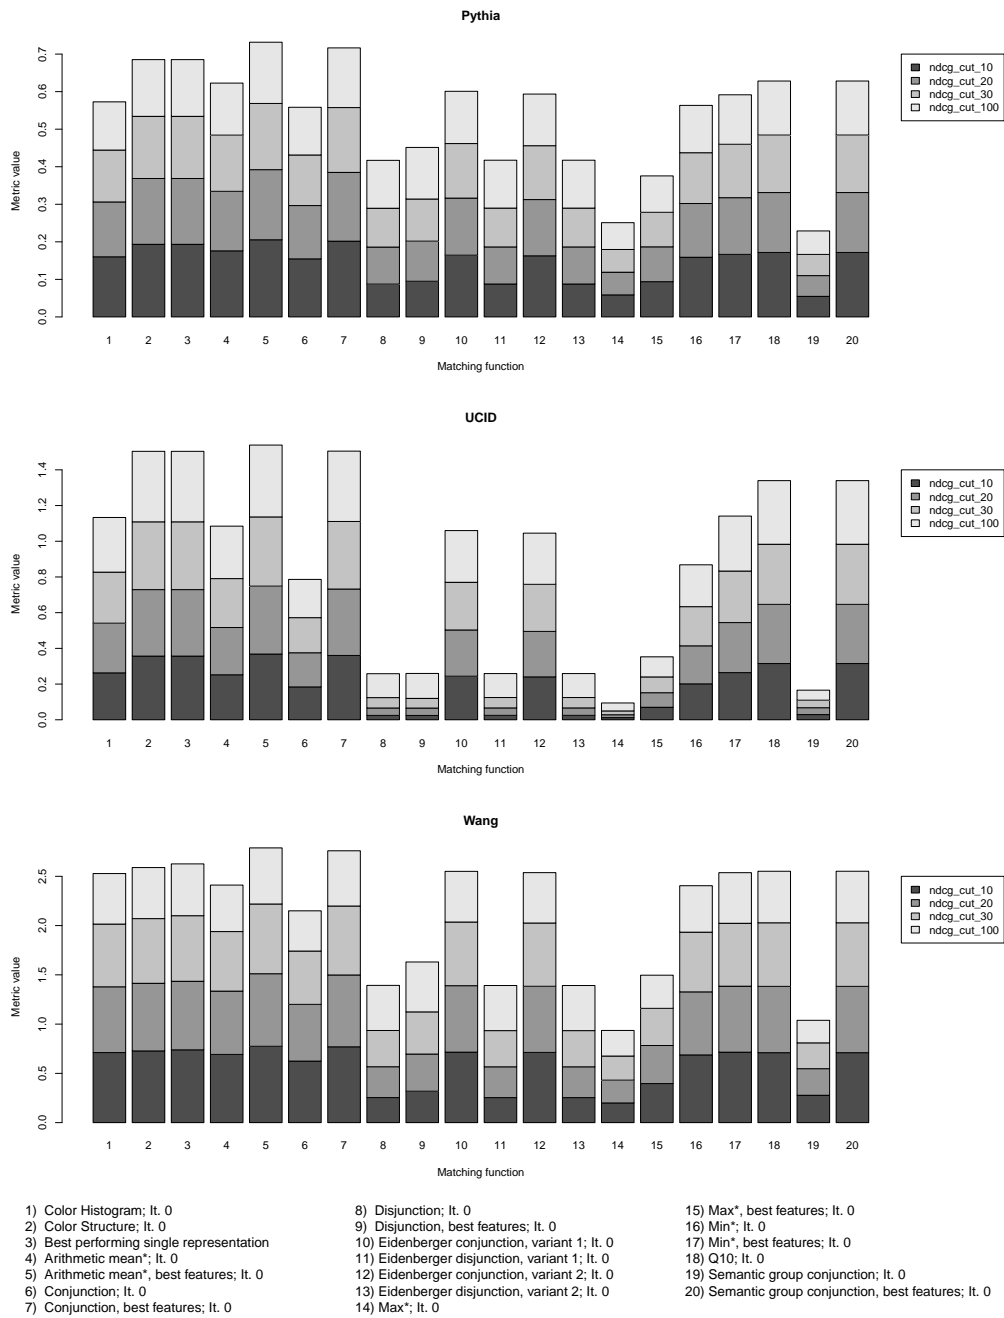 Pythia
Metric value
0.0 0.1 0.2 0.3 0.4 0.5 0.6 0.7
ndcg_cut_10
ndcg_cut_20
ndcg_cut_30
ndcg_cut_100
1 2 3 4 5 6 7 8 9 10 11 12 13 14 15 16 17 18 19 20
Matching function
UCID
Metric value
0.0 0.2 0.4 0.6 0.8 1.0 1.2 1.4
ndcg_cut_10
ndcg_cut_20
ndcg_cut_30
ndcg_cut_100
1 2 3 4 5 6 7 8 9 10 11 12 13 14 15 16 17 18 19 20
Matching function
Wang
Metric value
0.0 0.5 1.0 1.5 2.0 2.5
ndcg_cut_10
ndcg_cut_20
ndcg_cut_30
ndcg_cut_100
1 2 3 4 5 6 7 8 9 10 11 12 13 14 15 16 17 18 19 20
Matching function
1) Color Histogram; It. 0
2) Color Structure; It. 0
3) Best performing single representation
4) Arithmetic mean*; It. 0
5) Arithmetic mean*, best features; It. 0
6) Conjunction; It. 0
7) Conjunction, best features; It. 0
8) Disjunction; It. 0
9) Disjunction, best features; It. 0
10) Eidenberger conjunction, variant 1; It. 0
11) Eidenberger disjunction, variant 1; It. 0
12) Eidenberger conjunction, variant 2; It. 0
13) Eidenberger disjunction, variant 2; It. 0
14) Max*; It. 0
15) Max*, best features; It. 0
16) Min*; It. 0
17) Min*, best features; It. 0
18) Q10; It. 0
19) Semantic group conjunction; It. 0
20) Semantic group conjunction, best features; It. 0